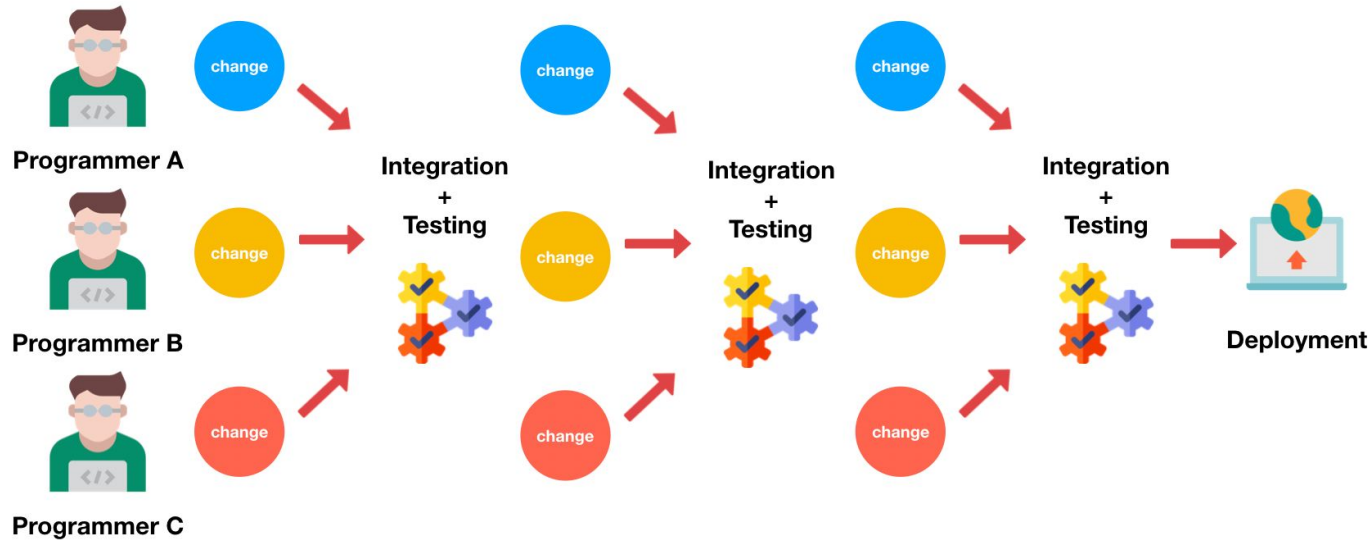 change
change
change
Programmer A
Integration
+
Testing
Integration
+
Testing
Integration
+
Testing
change
change
change
Programmer B
Deployment
change
change
change
Programmer C
</>
</>
</>